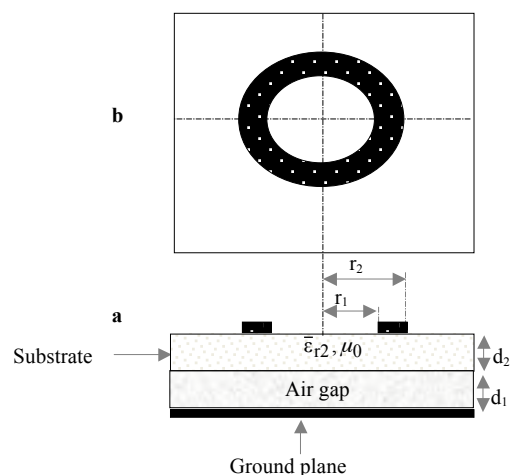 b
r₂
r₁
a
Substrate
ε̄r2 , μ0
d₂
Air gap
d₁
Ground plane